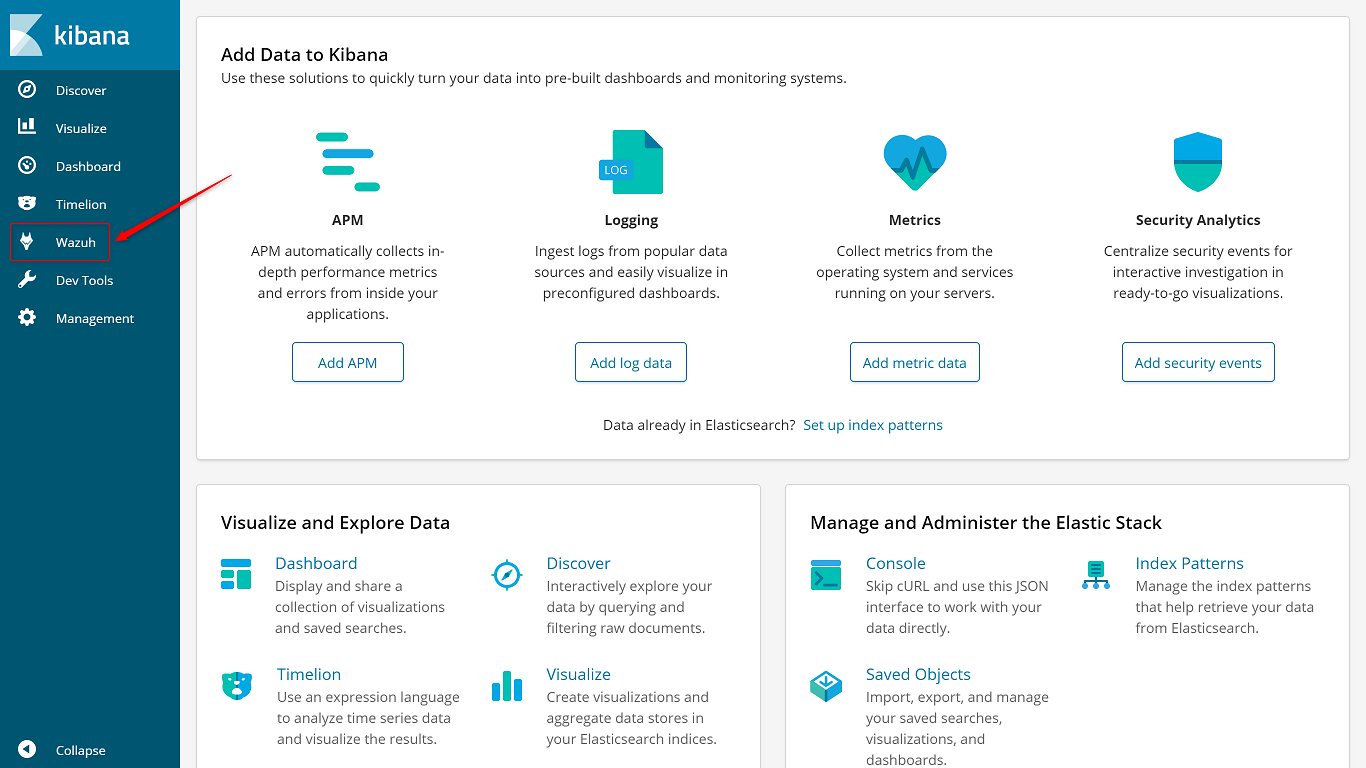 kibana
Discover
Visualize
Dashboard
Timelion
Wazuh
Dev Tools
Management
Collapse
Add Data to Kibana
Use these solutions to quickly turn your data into pre-built dashboards and monitoring systems.
APM
APM automatically collects in-
depth performance metrics
and errors from inside your
applications.
Add APM
LOG
Logging
Ingest logs from popular data
sources and easily visualize in
preconfigured dashboards.
Add log data
Metrics
Collect metrics from the
operating system and services
running on your servers.
Add metric data
Security Analytics
Centralize security events for
interactive investigation in
ready-to-go visualizations.
Add security events
Data already in Elasticsearch? Set up index patterns
Visualize and Explore Data
Dashboard
Display and share a
collection of visualizations
and saved searches.
Discover
Interactively explore your
data by querying and
filtering raw documents.
Timelion
Use an expression language
to analyze time series data
and visualize the results.
Visualize
Create visualizations and
aggregate data stores in
your Elasticsearch indices.
Manage and Administer the Elastic Stack
Console
Skip cURL and use this JSON
interface to work with your
data directly.
Index Patterns
Manage the index patterns
that help retrieve your data
from Elasticsearch.
Saved Objects
Import, export, and manage
your saved searches,
visualizations, and
dashboards.